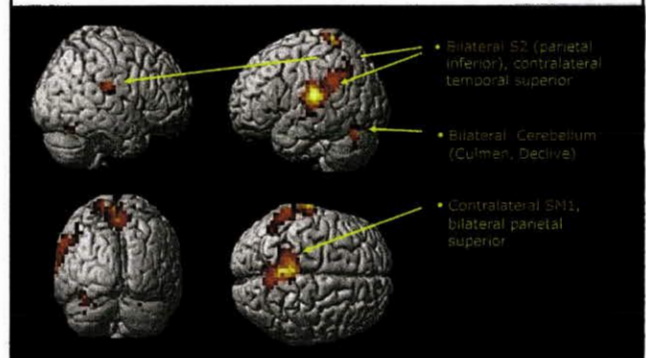 • Bilateral S2 (parietal
inferior), contralateral
temporal superior
• Bilateral Cerebellum
(Culmen, Declive)
• Contralateral SM1,
bilateral parietal
superior